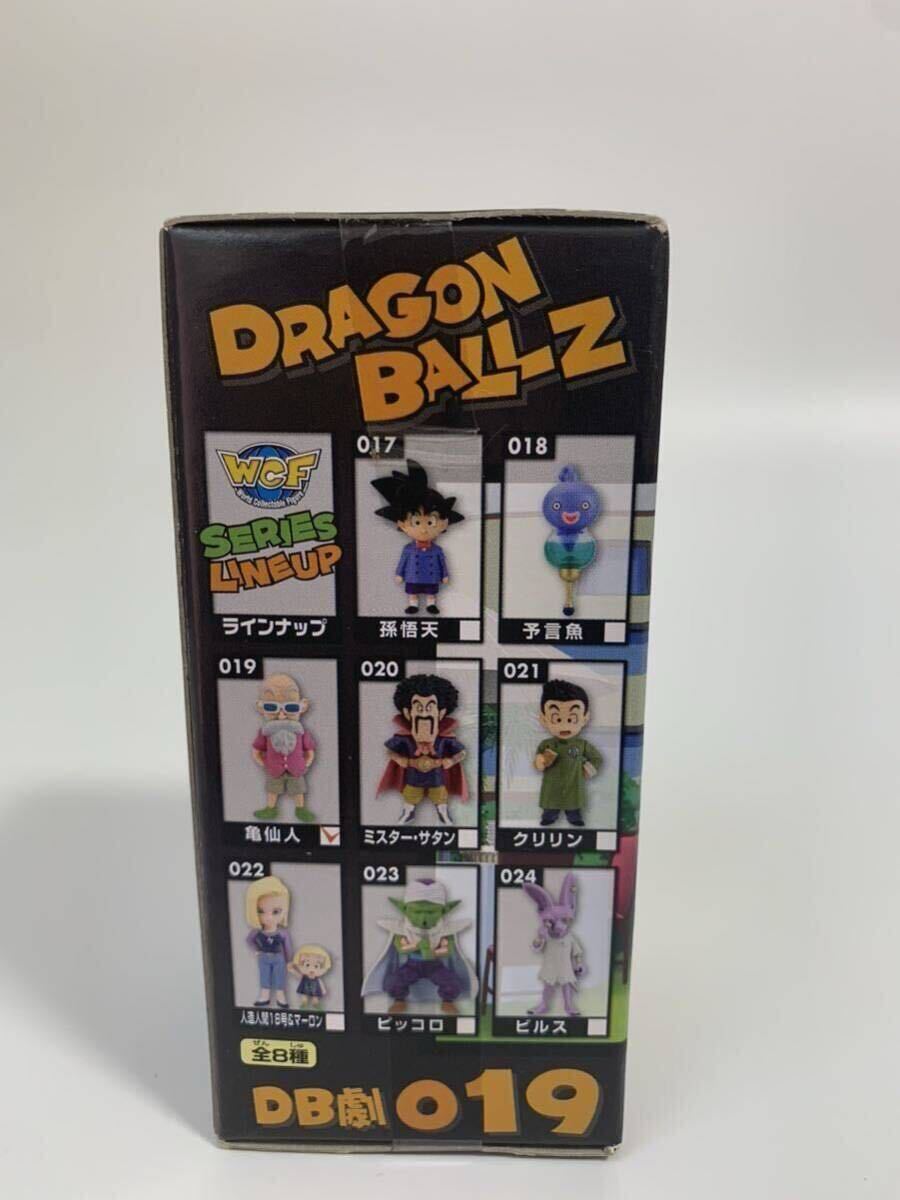 DRAGON
BALL Z
WCF
World Collectable Figure
SERIES
LINEUP
ラインナップ
017
孫悟天
018
予言魚
019
亀仙人
020
ミスター・サタン
021
クリリン
022
人造人間18号&マーロン
023
ピッコロ
024
ビルス
ぜん しゅ
全8種
DB劇 019